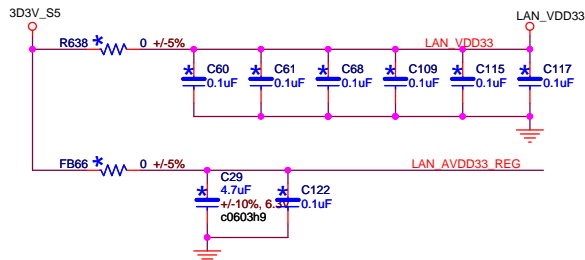 3D3V_S5
LAN_VDD33
R638 * 0 +/-5%
LAN_VDD33
* C60 0.1uF
* C61 0.1uF
* C68 0.1uF
* C109 0.1uF
* C115 0.1uF
* C117 0.1uF
FB66 * 0 +/-5%
LAN_AVDD33_REG
* C29
4.7uF
+/-10%, 6.3V
c0603h9
* C122
0.1uF